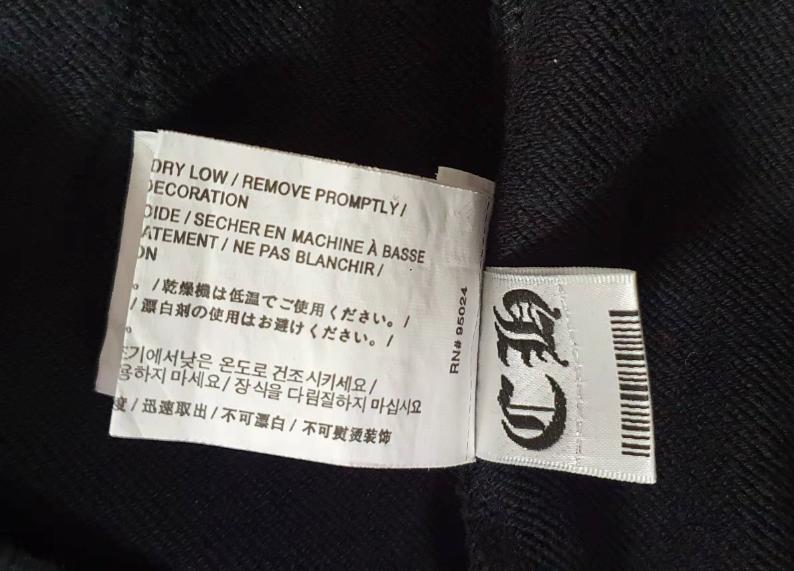 DRY LOW / REMOVE PROMPTLY /
DECORATION
OIDE / SECHER EN MACHINE À BASSE
ATEMENT / NE PAS BLANCHIR /
ON
。 / 乾燥機は低温でご使用ください。 /
/ 漂白剤の使用はお避けください。 /
。
기에서낮은 온도로 건조시키세요 /
용하지 마세요 / 장식을 다림질하지 마십시오
度 / 迅速取出 / 不可漂白 / 不可熨烫装饰
RN# 95024